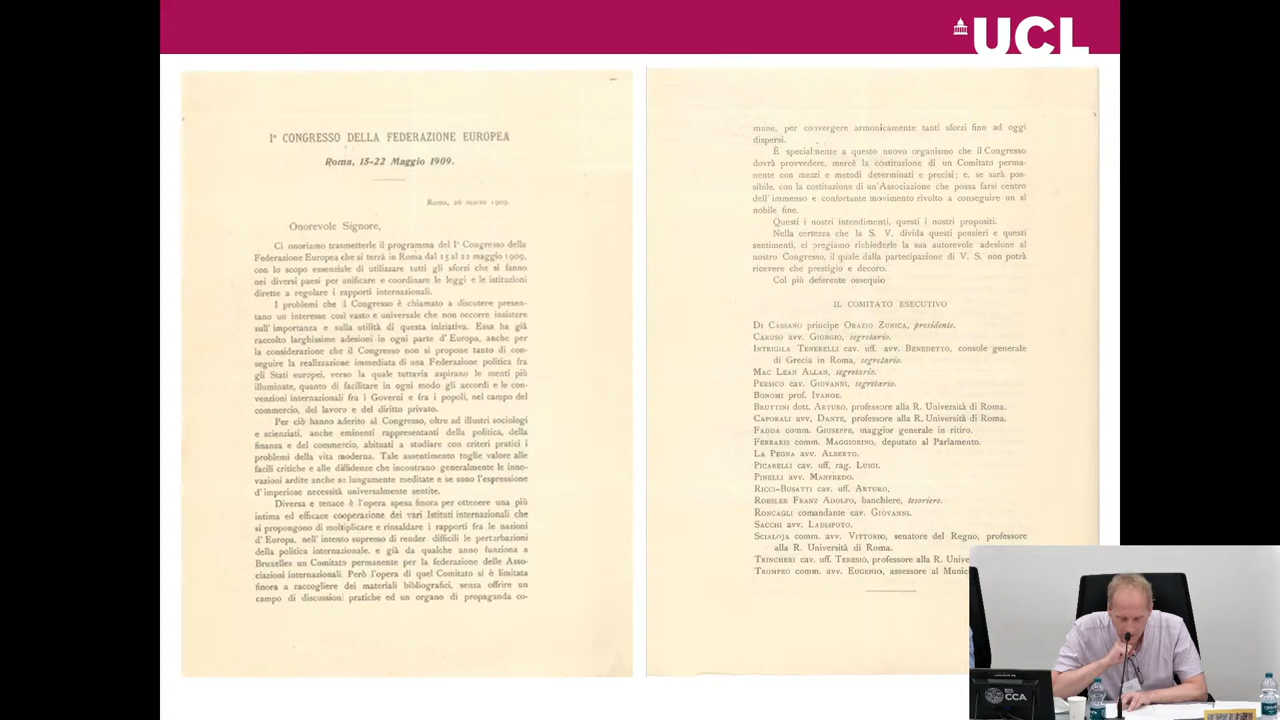 UCL
Iº CONGRESSO DELLA FEDERAZIONE EUROPEA
Roma, 15-22 Maggio 1909.
Roma, 26 marzo 1909.
Onorevole Signore,
Ci onoriamo trasmetterle il programma del Iº Congresso della
Federazione Europea che si terrà in Roma dal 15 al 22 maggio 1909,
con lo scopo essenziale di utilizzare tutti gli sforzi che si fanno
nei diversi paesi per unificare e coordinare le leggi e le istituzioni
dirette a regolare i rapporti internazionali.
I problemi che il Congresso è chiamato a discutere presen-
tano un interesse così vasto e universale che non occorre insistere
sull'importanza e sulla utilità di questa iniziativa. Essa ha già
raccolto larghissime adesioni in ogni parte d'Europa, anche per
la considerazione che il Congresso non si propone tanto di con-
seguire la realizzazione immediata di una Federazione politica fra
gli Stati europei, verso la quale tuttavia aspirano le menti più
illuminate, quanto di facilitare in ogni modo gli accordi e le con-
venzioni internazionali fra i Governi e fra i popoli, nel campo del
commercio, del lavoro e del diritto privato.
Per ciò hanno aderito al Congresso, oltre ad illustri sociologi
e scienziati, anche eminenti rappresentanti della politica, della
finanza e del commercio, abituati a studiare con criteri pratici i
problemi della vita moderna. Tale assentimento toglie valore alle
facili critiche e alle diffidenze che incontrano generalmente le inno-
vazioni ardite anche se lungamente meditate e se sono l'espressione
d'imperiose necessità universalmente sentite.
Diversa e tenace è l'opera spesa finora per ottenere una più
intima ed efficace cooperazione dei vari Istituti internazionali che
si propongono di moltiplicare e rinsaldare i rapporti fra le nazioni
d'Europa, nell'intento supremo di render difficili le perturbazioni
della politica internazionale, e già da qualche anno funziona a
Bruxelles un Comitato permanente per la federazione delle Asso-
ciazioni internazionali. Però l'opera di quel Comitato si è limitata
finora a raccogliere dei materiali bibliografici, senza offrire un
campo di discussioni pratiche ed un organo di propaganda co-
mune, per convergere armonicamente tanti sforzi fino ad oggi
dispersi.
È specialmente a questo nuovo organismo che il Congresso
dovrà provvedere, mercè la costituzione di un Comitato perma-
nente con mezzi e metodi determinati e precisi; e, se sarà pos-
sibile, con la costituzione di un'Associazione che possa farsi centro
dell'immenso e confortante movimento rivolto a conseguire un sì
nobile fine.
Questi i nostri intendimenti, questi i nostri propositi.
Nella certezza che la S. V. divida questi pensieri e questi
sentimenti, ci pregiamo richiederle la sua autorevole adesione al
nostro Congresso, il quale dalla partecipazione di V. S. non potrà
ricevere che prestigio e decoro.
Col più deferente ossequio
IL COMITATO ESECUTIVO
DI CASSANO principe ORAZIO ZUNICA, presidente.
CARUSO avv. GIORGIO, segretario.
INTRIGILA TENERELLI cav. uff. avv. BENEDETTO, console generale
di Grecia in Roma, segretario.
MAC LEAN ALLAN, segretario.
PERSICO cav. GIOVANNI, segretario.
BONOMI prof. IVANOE.
BRUTTINI dott. ARTURO, professore alla R. Università di Roma.
CAPORALI avv. DANTE, professore alla R. Università di Roma.
FADDA comm. GIUSEPPE, maggior generale in ritiro.
FERRARIS comm. MAGGIORINO, deputato al Parlamento.
LA PEGNA avv. ALBERTO.
PICARELLI cav. uff. rag. LUIGI.
PINELLI avv. MANFREDO.
RICCI-BUSATTI cav. uff. ARTURO.
ROESLER FRANZ ADOLFO, banchiere, tesoriere.
RONCAGLI comandante cav. GIOVANNI.
SACCHI avv. LADISPOTO.
SCIALOJA comm. avv. VITTORIO, senatore del Regno, professore
alla R. Università di Roma.
TRINCHERI cav. uff. TERESIO, professore alla R. Unive
TROMPEO comm. avv. EUGENIO, assessore al Munic
CCA